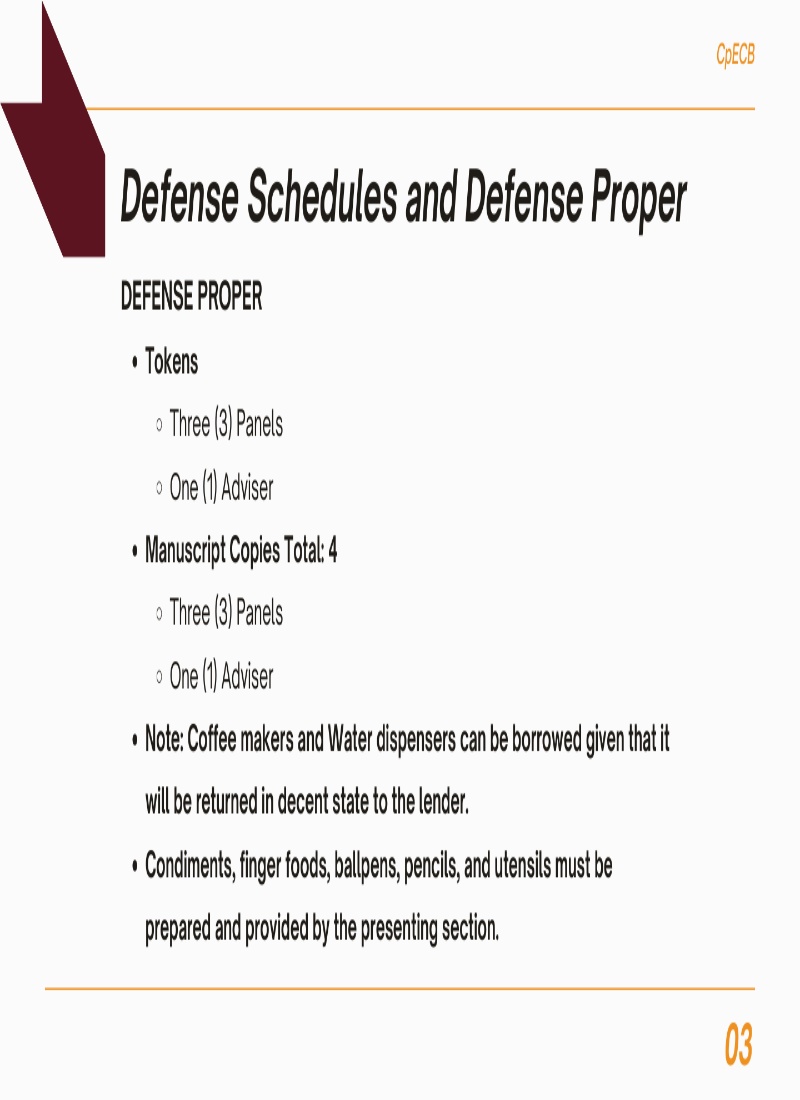 CpECB
Defense Schedules and Defense Proper
DEFENSE PROPER
• Tokens
○ Three (3) Panels
○ One (1) Adviser
• Manuscript Copies Total: 4
○ Three (3) Panels
○ One (1) Adviser
• Note: Coffee makers and Water dispensers can be borrowed given that it
will be returned in decent state to the lender.
• Condiments, finger foods, ballpens, pencils, and utensils must be
prepared and provided by the presenting section.
03